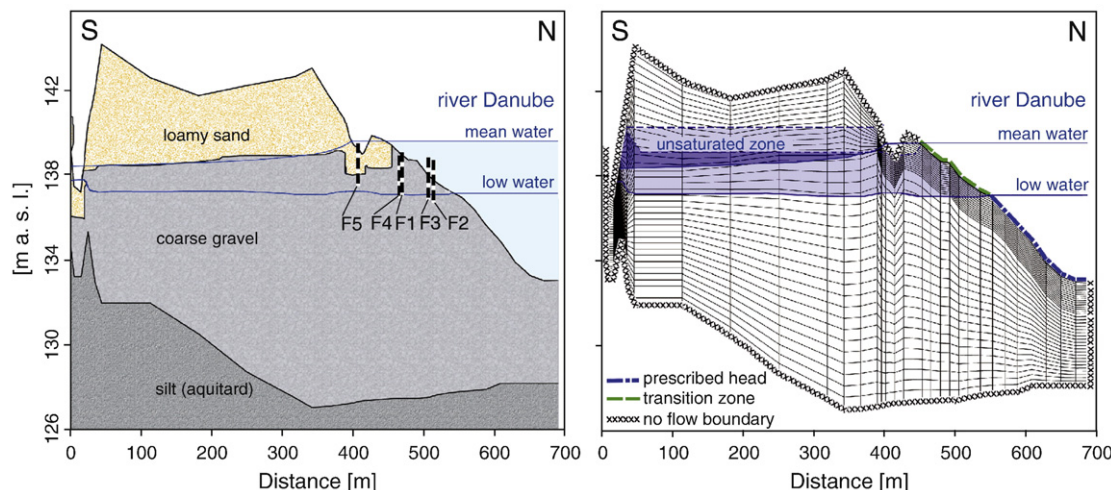 S
N
142
138
134
130
126
[m a. s. l.]
river Danube
mean water
low water
loamy sand
F5
F4
F1
F3
F2
coarse gravel
silt (aquitard)
0
100
200
300
400
500
600
700
Distance [m]
S
N
river Danube
mean water
unsaturated zone
low water
prescribed head
transition zone
no flow boundary
0
100
200
300
400
500
600
700
Distance [m]